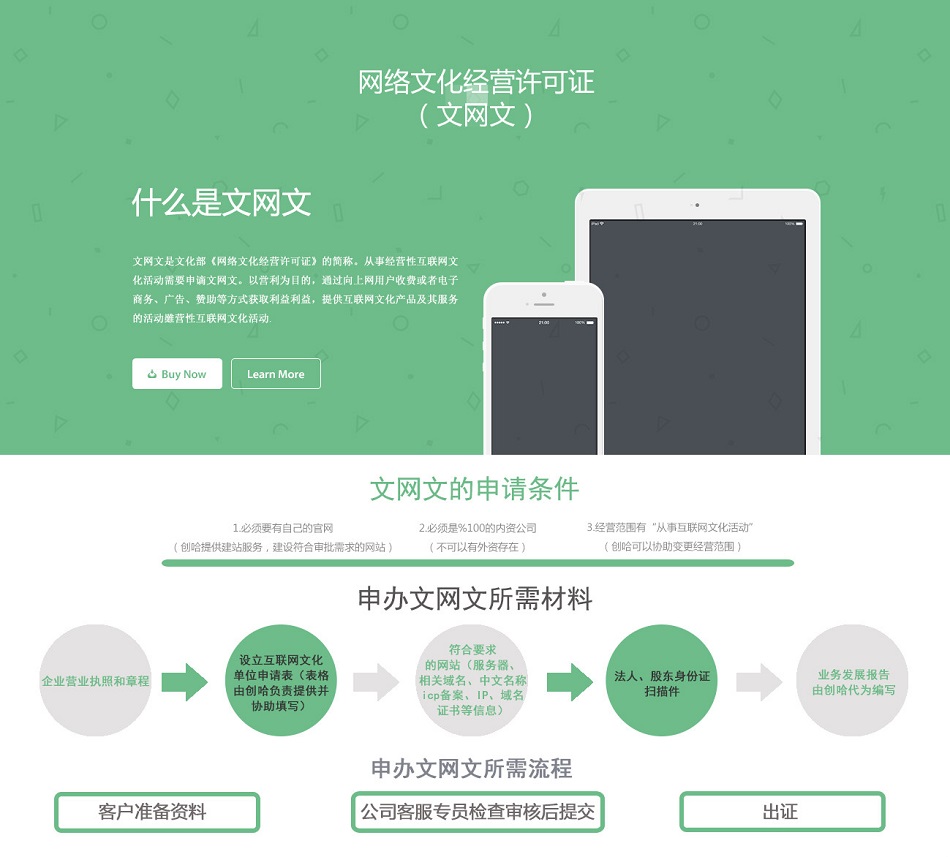 网络文化经营许可证
（文网文）
什么是文网文
文网文是文化部《网络文化经营许可证》的简称。从事经营性互联网文
化活动需要申请文网文。以营利为目的，通过向上网用户收费或者电子
商务、广告、赞助等方式获取利益利益，提供互联网文化产品及其服务
的活动
营性互联网文化活动.
Buy Now
Learn More
iPad
21:00
100%
21:00
100%
文网文的申请条件
1.必须要有自己的官网
（创哈提供建站服务，建设符合审批需求的网站）
2.必须是%100的内资公司
（不可以有外资存在）
3.经营范围有“从事互联网文化活动”
（创哈可以协助变更经营范围）
申办文网文所需材料
企业营业执照和章程
设立互联网文化
单位申请表（表格
由创哈负责提供并
协助填写）
符合要求
的网站（服务器、
相关域名、中文名称
icp备案、IP、域名
证书等信息）
法人、股东身份证
扫描件
业务发展报告
由创哈代为编写
申办文网文所需流程
客户准备资料
公司客服专员检查审核后提交
出证